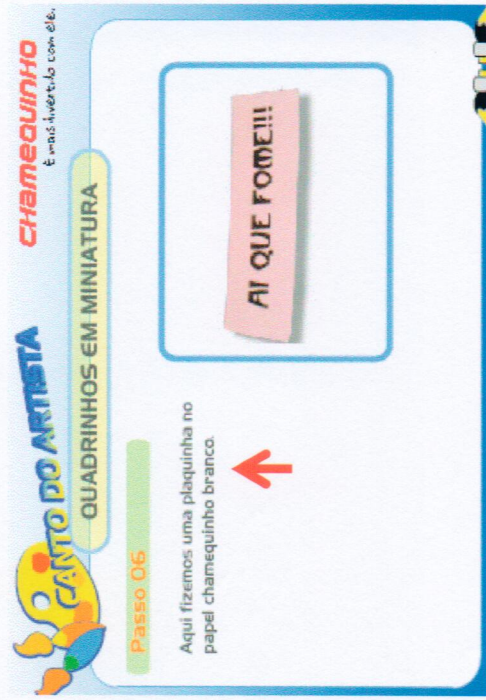 CANTO DO ARTISTA
CHAMEQUINHO
É mais divertido com ele.
QUADRINHOS EM MINIATURA
Passo 06
Aqui fizemos uma plaquinha no
papel chamequinho branco.
AI QUE FOME!!!